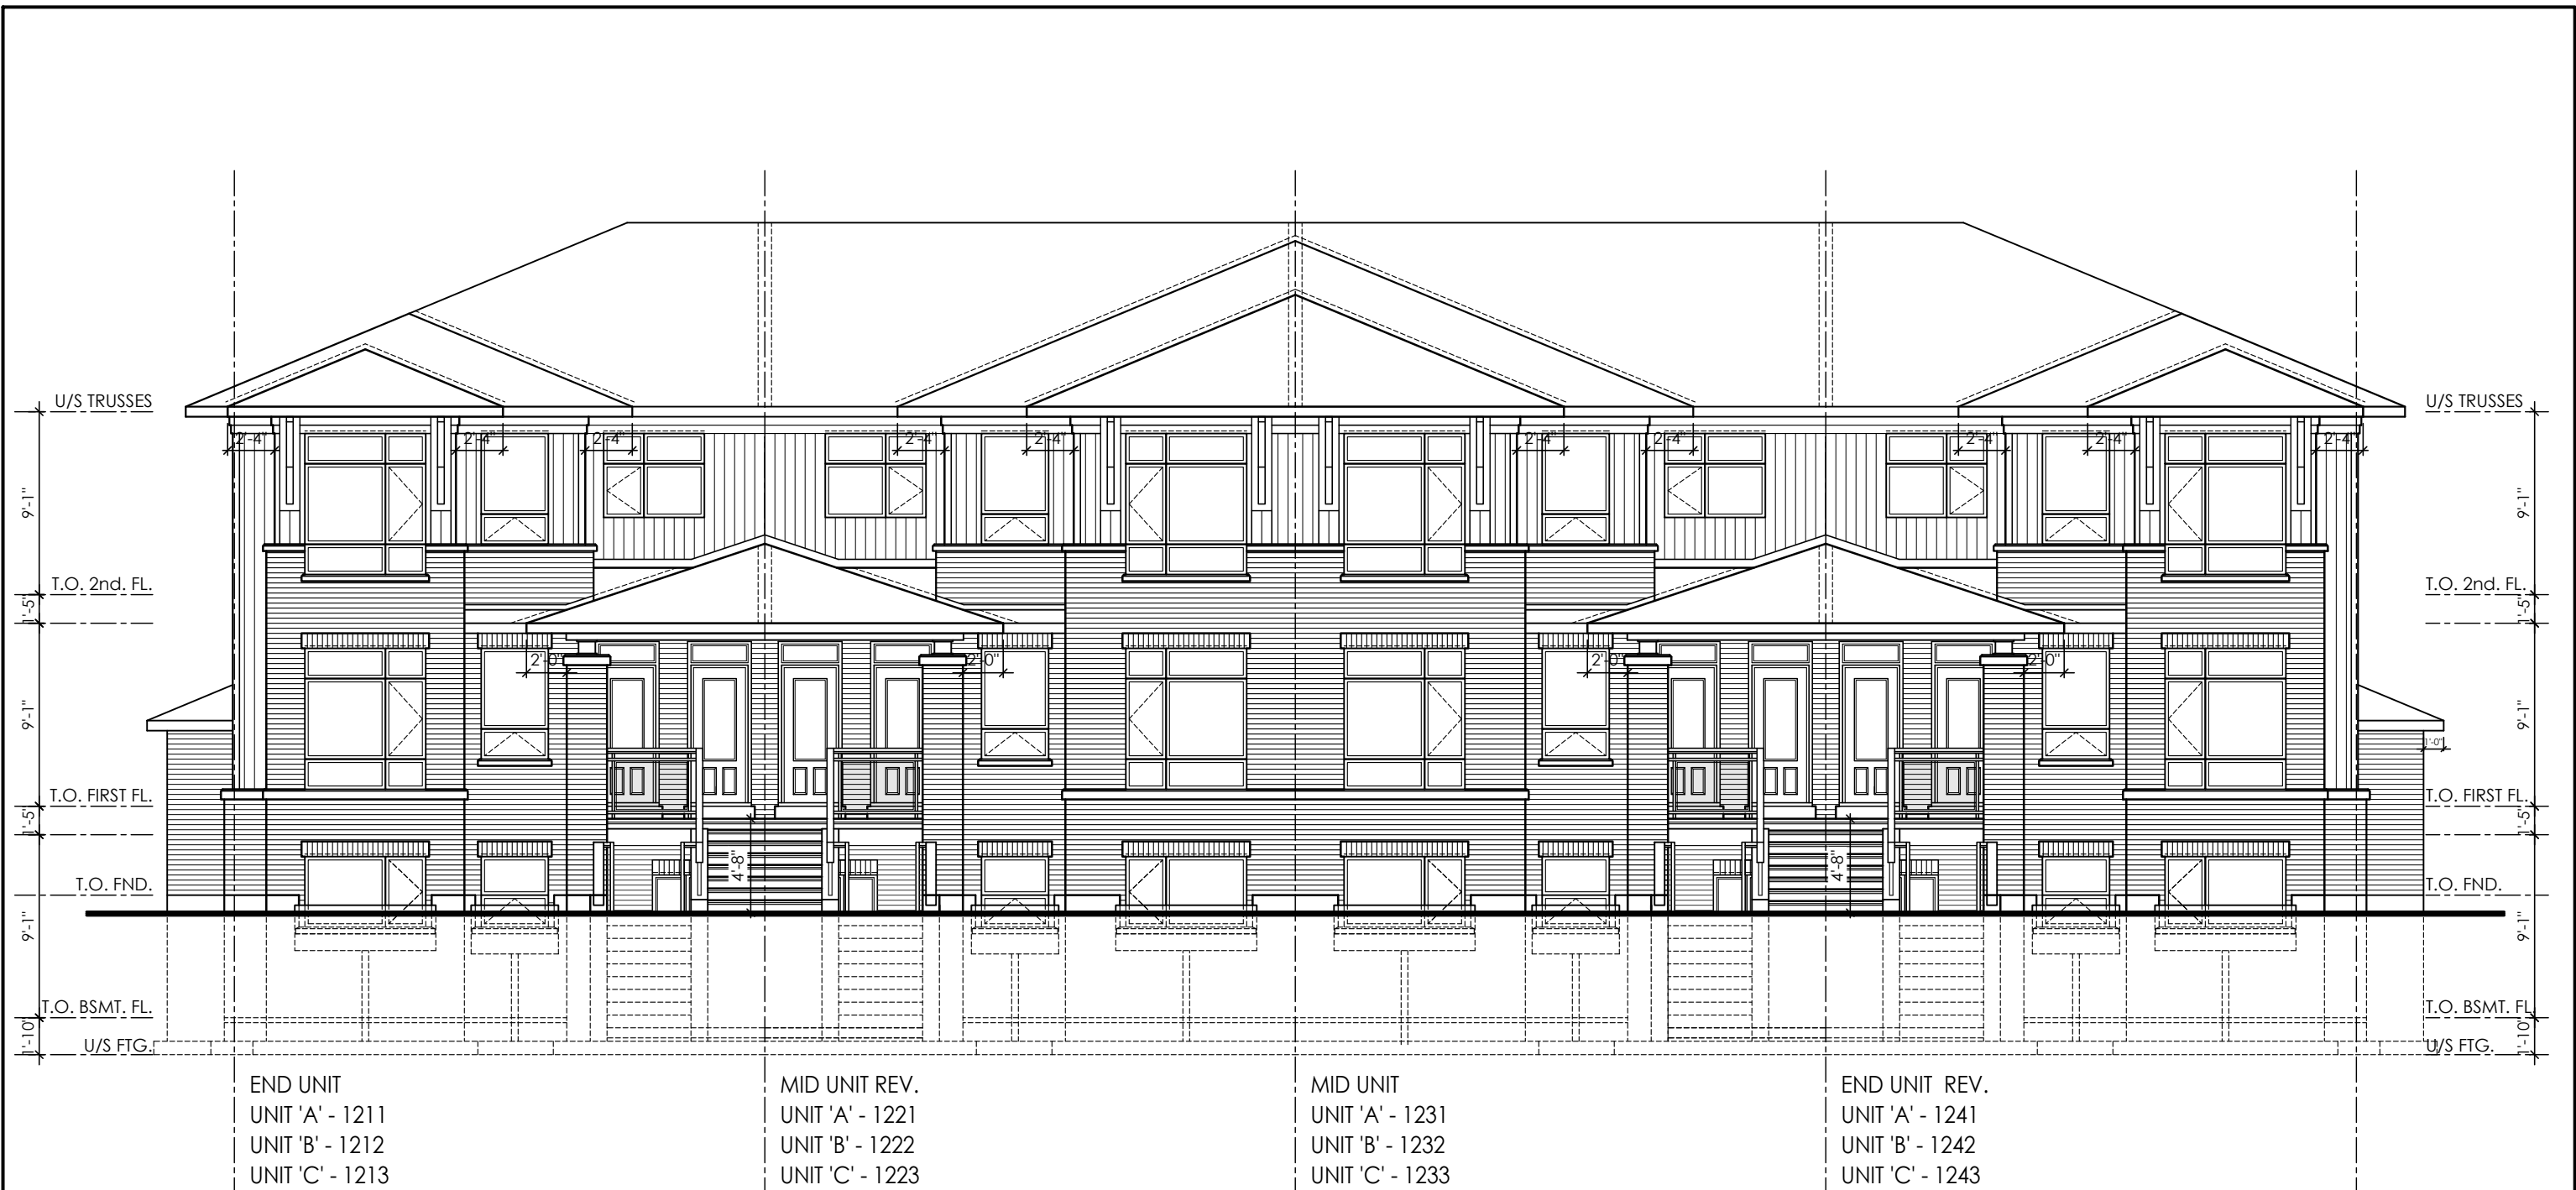 U/S TRUSSES
U/S TRUSSES
2'-4"
2'-4"
2'-4"
2'-4"
2'-4"
2'-4"
2'-4"
2'-4"
2'-4"
2'-4"
9'-1"
9'-1"
T.O. 2nd. FL.
T.O. 2nd. FL.
1'-5"
1'-5"
2'-0"
2'-0"
2'-0"
2'-0"
9'-1"
9'-1"
1'-0"
T.O. FIRST FL.
T.O. FIRST FL.
1'-5"
1'-5"
4'-8"
4'-8"
T.O. FND.
T.O. FND.
9'-1"
9'-1"
T.O. BSMT. FL.
T.O. BSMT. FL.
1'-10"
1'-10"
U/S FTG.
U/S FTG.
END UNIT
UNIT 'A' - 1211
UNIT 'B' - 1212
UNIT 'C' - 1213
MID UNIT REV.
UNIT 'A' - 1221
UNIT 'B' - 1222
UNIT 'C' - 1223
MID UNIT
UNIT 'A' - 1231
UNIT 'B' - 1232
UNIT 'C' - 1233
END UNIT REV.
UNIT 'A' - 1241
UNIT 'B' - 1242
UNIT 'C' - 1243